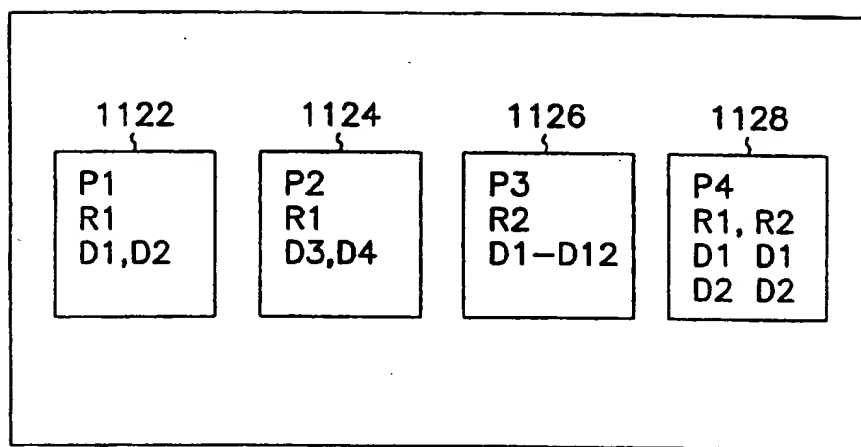 1122 1124 1126 1128
P1
R1
D1,D2
P2
R1
D3,D4
P3
R2
D1–D12
P4
R1, R2
D1 D1
D2 D2